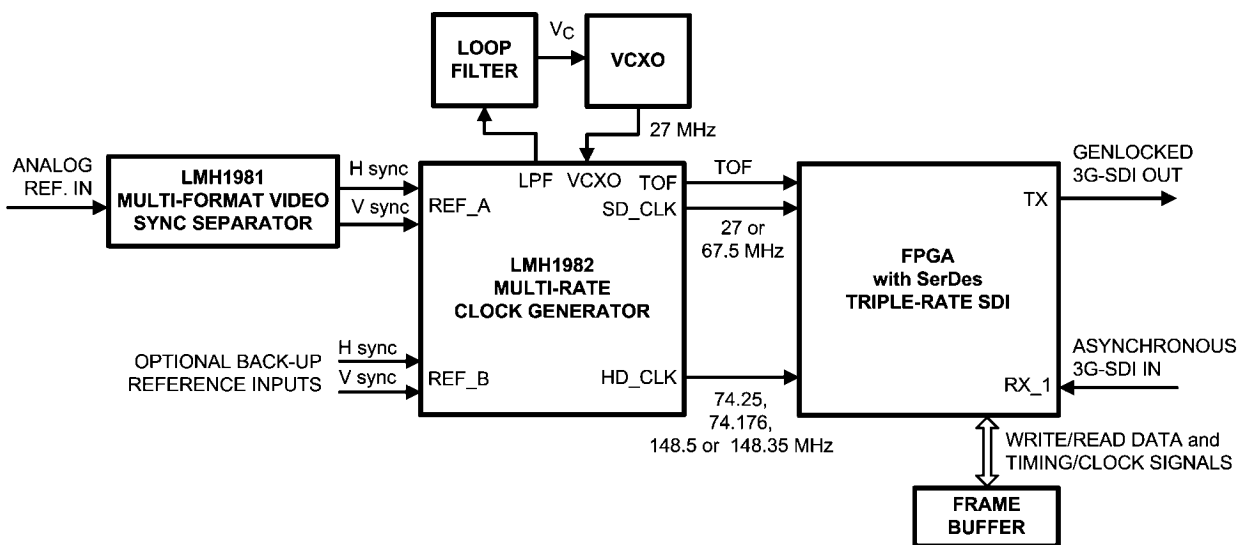 LOOP
FILTER
VC
VCXO
27 MHz
ANALOG
REF. IN
LMH1981
MULTI-FORMAT VIDEO
SYNC SEPARATOR
H sync
V sync
LPF VCXO
REF_A
TOF
SD_CLK
LMH1982
MULTI-RATE
CLOCK GENERATOR
OPTIONAL BACK-UP
REFERENCE INPUTS
H sync
V sync
REF_B
HD_CLK
TOF
27 or
67.5 MHz
74.25,
74.176,
148.5 or 148.35 MHz
FPGA
with SerDes
TRIPLE-RATE SDI
TX
RX_1
GENLOCKED
3G-SDI OUT
ASYNCHRONOUS
3G-SDI IN
WRITE/READ DATA and
TIMING/CLOCK SIGNALS
FRAME
BUFFER